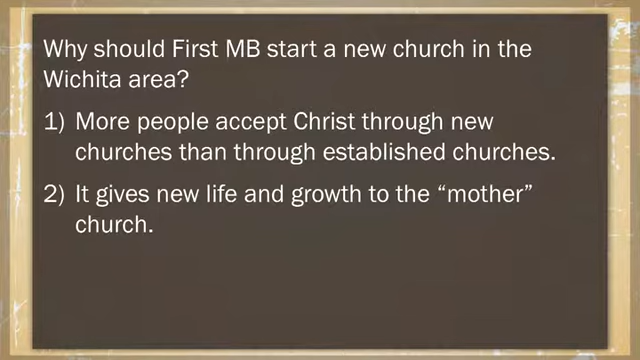 Why should First MB start a new church in the
Wichita area?
1) More people accept Christ through new
churches than through established churches.
2) It gives new life and growth to the “mother”
church.